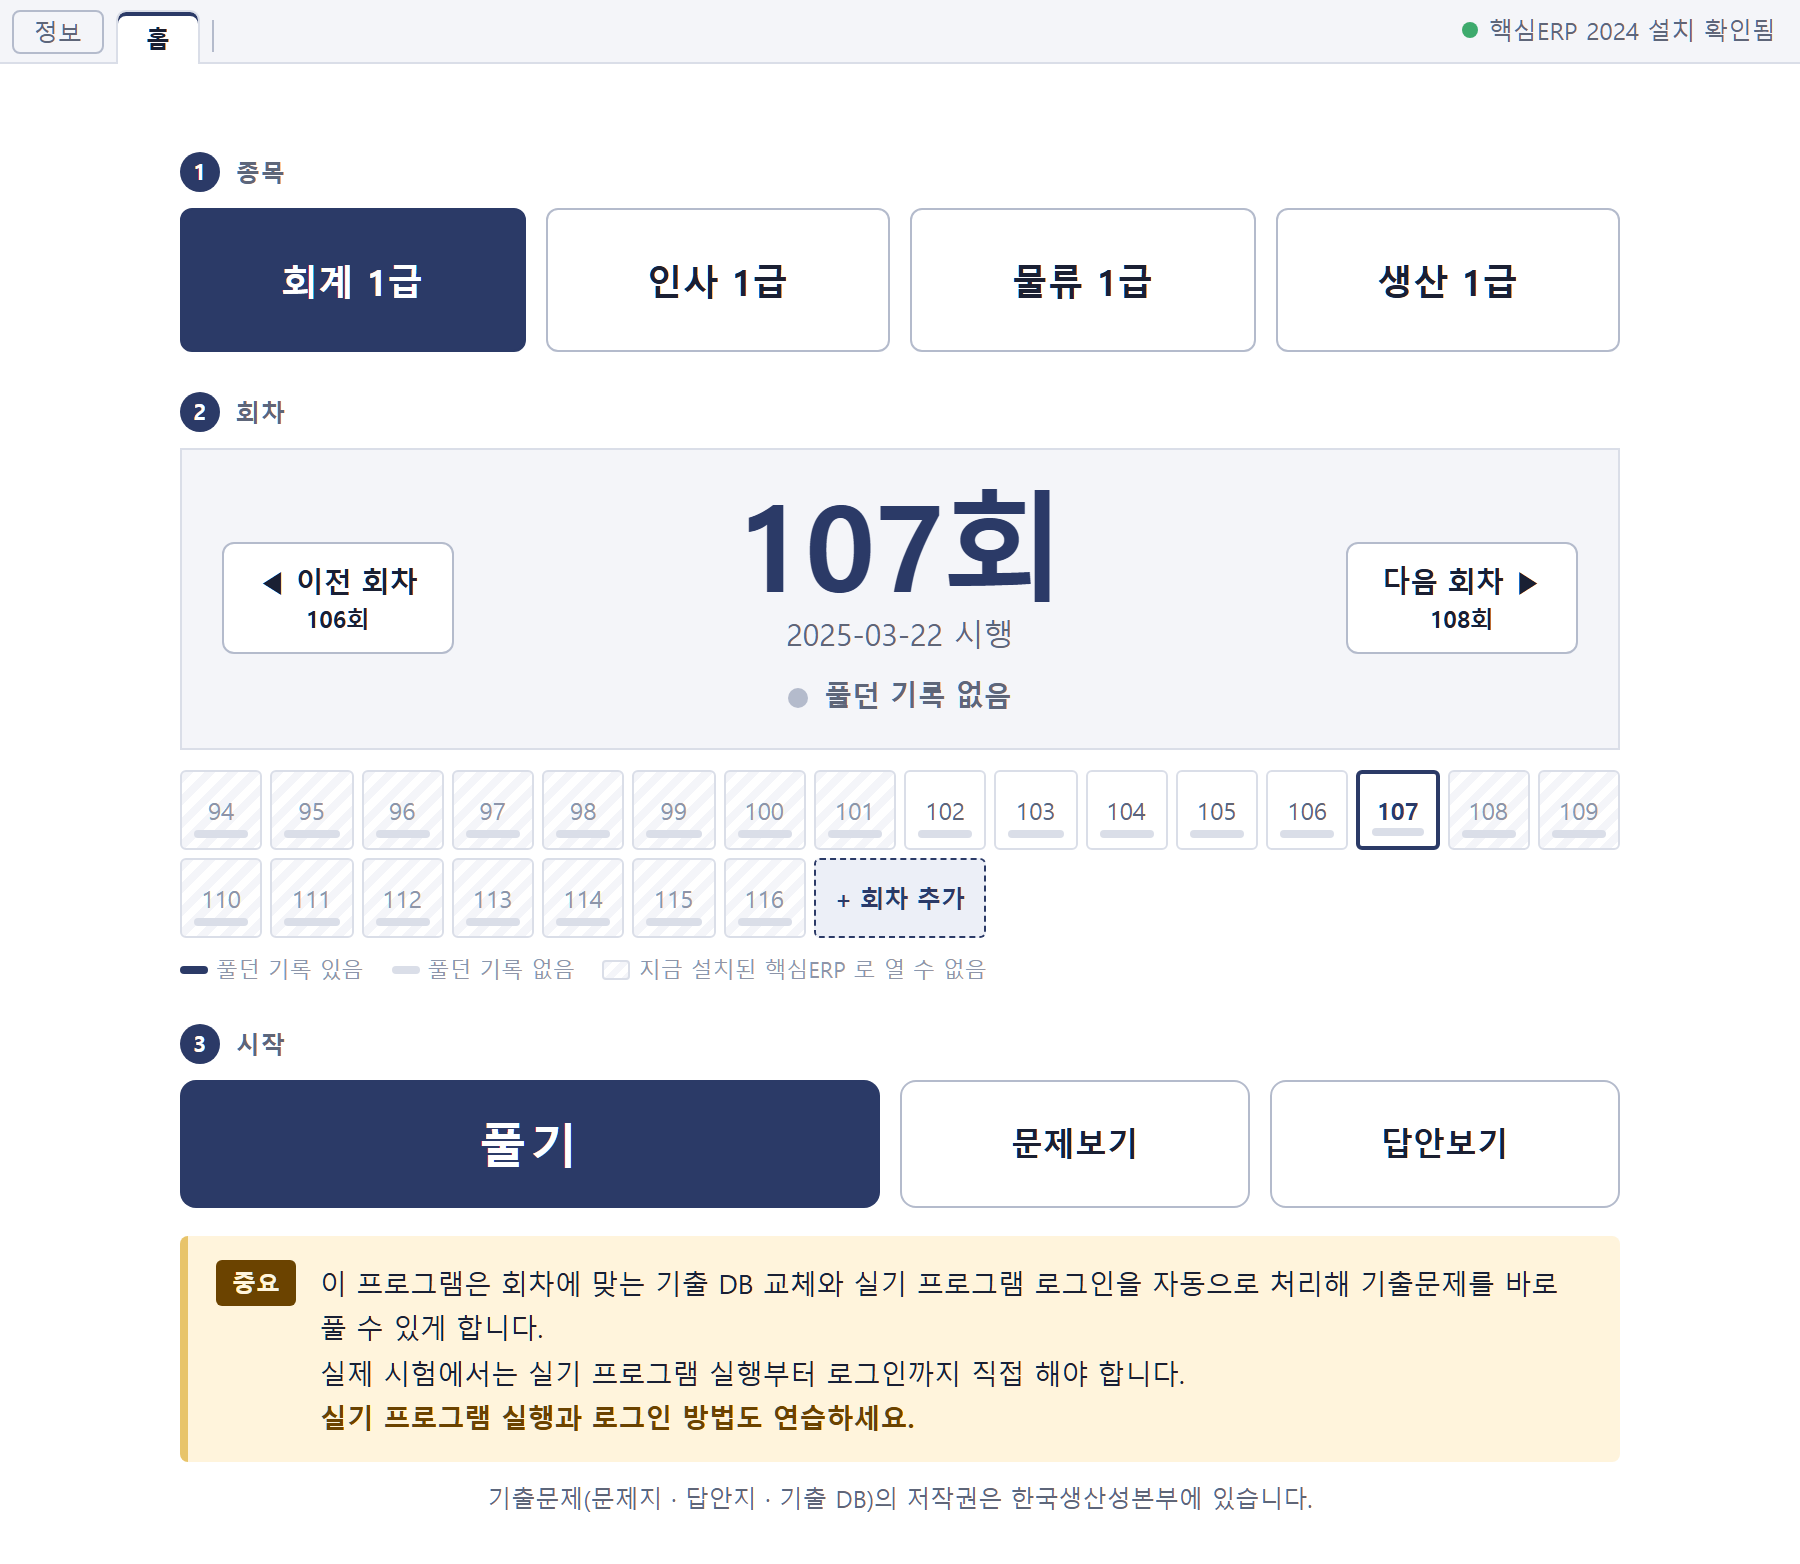 정보
홈
핵심ERP 2024 설치 확인됨
1 종목
회계 1급
인사 1급
물류 1급
생산 1급
2 회차
◀ 이전 회차
106회
107회
2025-03-22 시행
풀던 기록 없음
다음 회차 ▶
108회
94 95 96 97 98 99 100 101 102 103 104 105 106 107 108 109
110 111 112 113 114 115 116 + 회차 추가
풀던 기록 있음 풀던 기록 없음 지금 설치된 핵심ERP 로 열 수 없음
3 시작
풀기
문제보기
답안보기
중요
이 프로그램은 회차에 맞는 기출 DB 교체와 실기 프로그램 로그인을 자동으로 처리해 기출문제를 바로
풀 수 있게 합니다.
실제 시험에서는 실기 프로그램 실행부터 로그인까지 직접 해야 합니다.
실기 프로그램 실행과 로그인 방법도 연습하세요.
기출문제(문제지 · 답안지 · 기출 DB)의 저작권은 한국생산성본부에 있습니다.